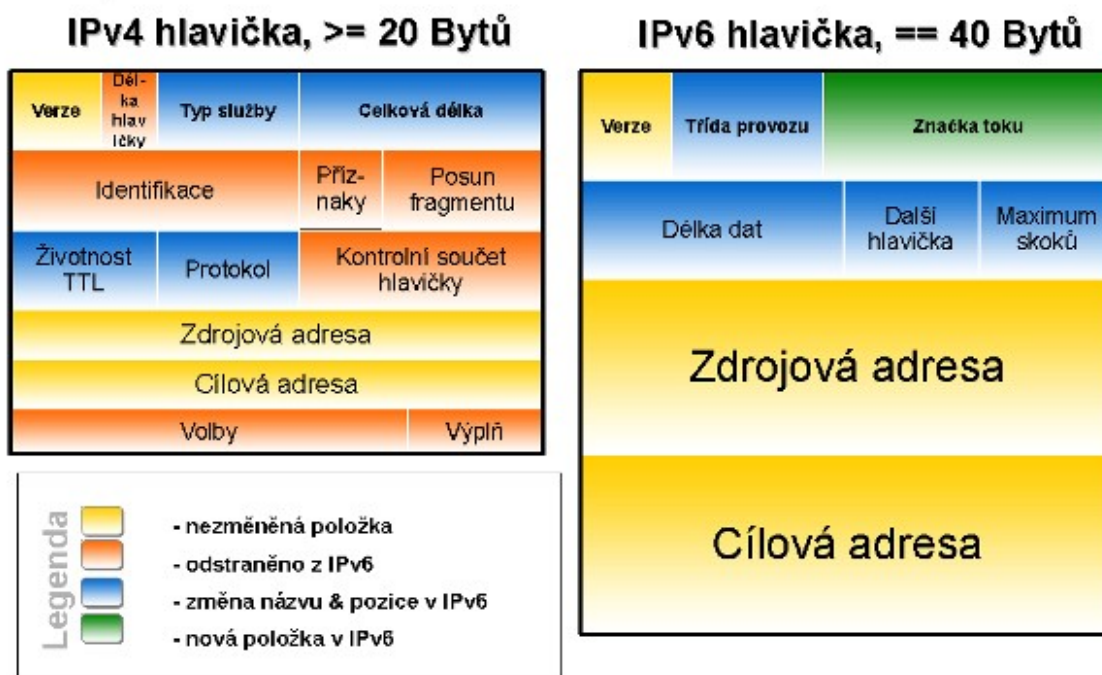 IPv4 hlavička, >= 20 Bytů
Verze
Dél-
ka
hlav
ičky
Typ služby
Celková délka
Identifikace
Příz-
naky
Posun
fragmentu
Životnost
TTL
Protokol
Kontrolní součet
hlavičky
Zdrojová adresa
Cílová adresa
Volby
Výplň
IPv6 hlavička, == 40 Bytů
Verze
Třída provozu
Značka toku
Délka dat
Další
hlavička
Maximum
skoků
Zdrojová adresa
Cílová adresa
Legenda
- nezměněná položka
- odstraněno z IPv6
- změna názvu & pozice v IPv6
- nová položka v IPv6